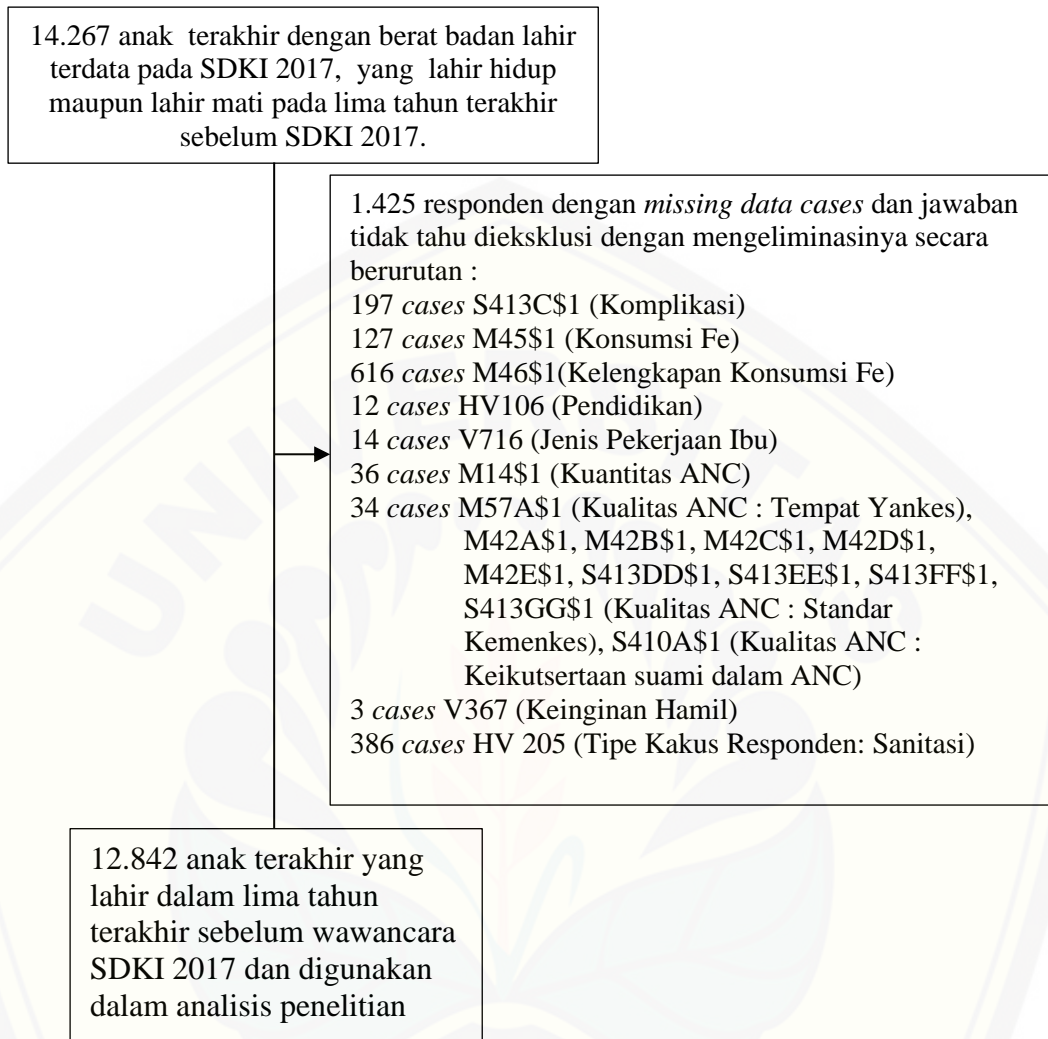 14.267 anak terakhir dengan berat badan lahir
terdata pada SDKI 2017, yang lahir hidup
maupun lahir mati pada lima tahun terakhir
sebelum SDKI 2017.
1.425 responden dengan missing data cases dan jawaban
tidak tahu dieksklusi dengan mengeliminasinya secara
berurutan :
197 cases S413C$1 (Komplikasi)
127 cases M45$1 (Konsumsi Fe)
616 cases M46$1(Kelengkapan Konsumsi Fe)
12 cases HV106 (Pendidikan)
14 cases V716 (Jenis Pekerjaan Ibu)
36 cases M14$1 (Kuantitas ANC)
34 cases M57A$1 (Kualitas ANC : Tempat Yankes),
M42A$1, M42B$1, M42C$1, M42D$1,
M42E$1, S413DD$1, S413EE$1, S413FF$1,
S413GG$1 (Kualitas ANC : Standar
Kemenkes), S410A$1 (Kualitas ANC :
Keikutsertaan suami dalam ANC)
3 cases V367 (Keinginan Hamil)
386 cases HV 205 (Tipe Kakus Responden: Sanitasi)
12.842 anak terakhir yang
lahir dalam lima tahun
terakhir sebelum wawancara
SDKI 2017 dan digunakan
dalam analisis penelitian